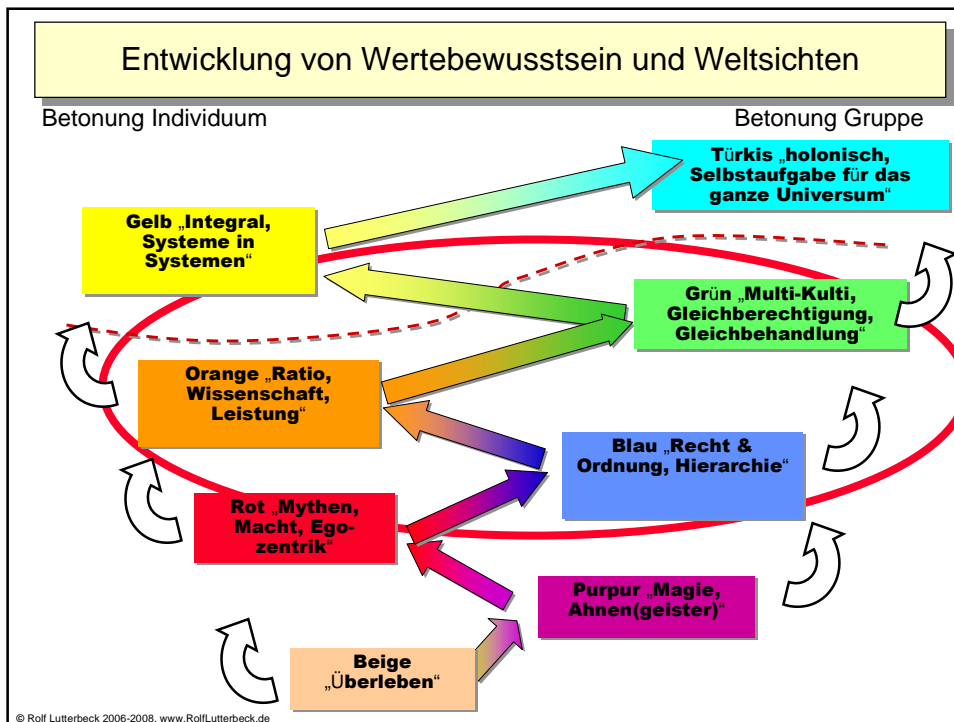 Entwicklung von Wertebewusstsein und Weltsichten
Betonung Individuum
Betonung Gruppe
Türkis „holonisch,
Selbstaufgabe für das
ganze Universum“
Gelb „Integral,
Systeme in
Systemen“
Grün „Multi-Kulti,
Gleichberechtigung,
Gleichbehandlung“
Orange „Ratio,
Wissenschaft,
Leistung“
Blau „Recht &
Ordnung, Hierarchie“
Rot „Mythen,
Macht, Ego-
zentrik“
Purpur „Magie,
Ahnen(geister)“
Beige
„Überleben“
© Rolf Lutterbeck 2006-2008, www.RolfLutterbeck.de